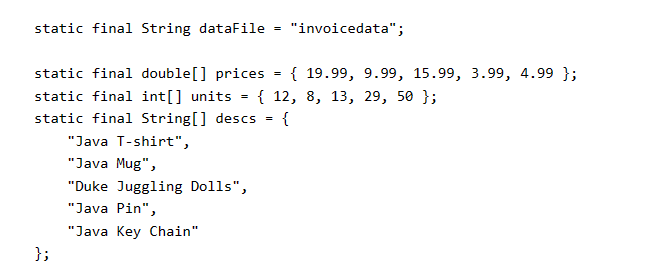 static final String dataFile = "invoicedata";
static final double[] prices = { 19.99, 9.99, 15.99, 3.99, 4.99 };
static final int[] units = { 12, 8, 13, 29, 50 };
static final String[] descs = {
    "Java T-shirt",
    "Java Mug",
    "Duke Juggling Dolls",
    "Java Pin",
    "Java Key Chain"
};